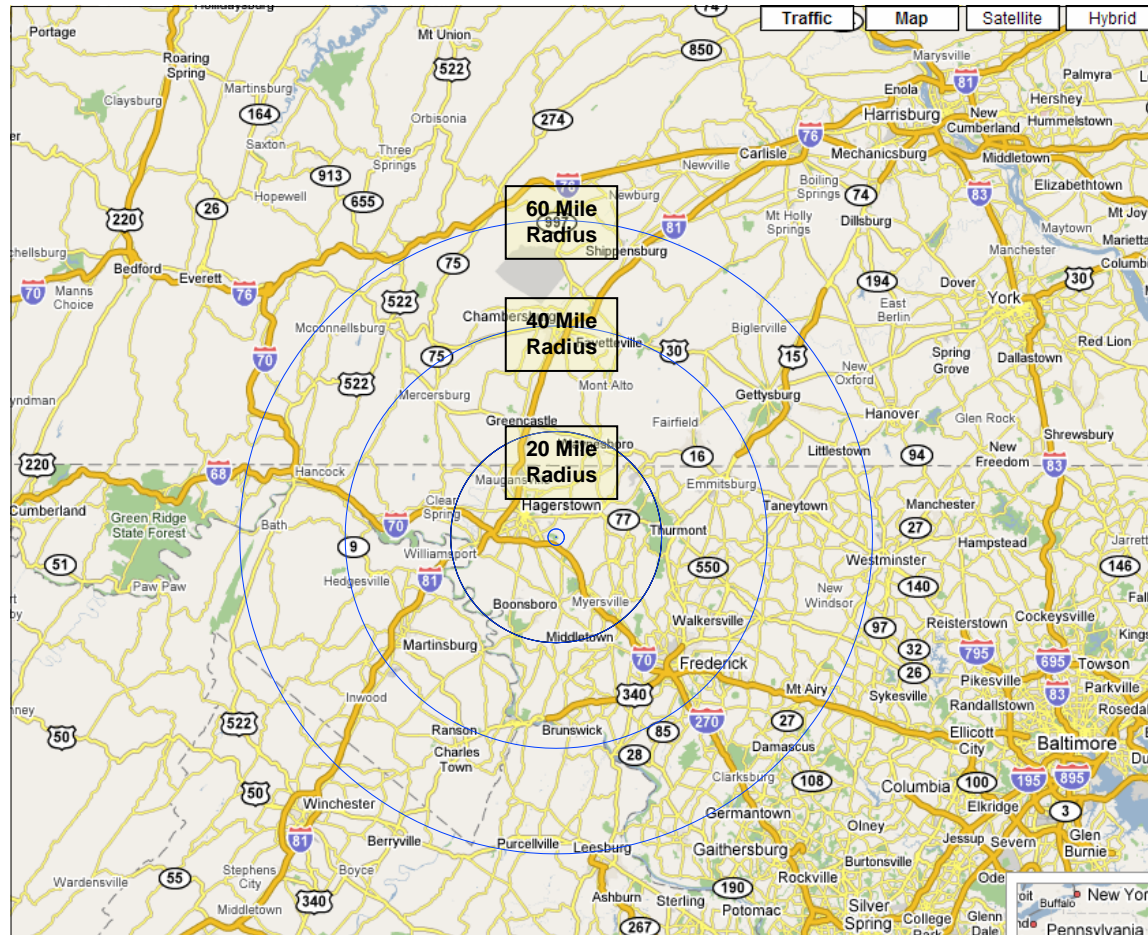 Hollidaysburg
74
Traffic
Map
Satellite
Hybrid
Portage
Mt Union
Roaring
Spring
522
850
Marysville
81
Palmyra
Claysburg
Martinsburg
Enola
Hershey
164
Orbisonia
274
Harrisburg
New
Cumberland
Hummelstown
Saxton
Three
Springs
76
Carlisle
Mechanicsburg
Middletown
Newville
913
Hopewell
655
26
220
76
Newburg
Boiling
Springs
74
83
Elizabethtown
60 Mile
Radius
997
81
Mt Holly
Springs
Dillsburg
Mt Joy
Maytown
Marietta
Shippensburg
Manchester
Bedford
75
Everett
70
Manns
Choice
76
522
194
Dover
30
East
Berlin
York
Chambersburg
40 Mile
Radius
Fayetteville
Mcconnellsburg
Biglerville
15
70
75
30
Spring
Grove
Dallastown
Red Lion
522
Mont Alto
New
Oxford
Mercersburg
Gettysburg
Hanover
Glen Rock
Greencastle
Fairfield
20 Mile
Radius
Waynesboro
Shrewsbury
220
68
Hancock
16
Littlestown
94
New
Freedom
83
Emmitsburg
Clear
Spring
Hagerstown
Cumberland
Green Ridge
State Forest
Bath
70
77
Thurmont
Taneytown
Manchester
27
Hampstead
9
Williamsport
51
Paw Paw
Hedgesville
81
550
Westminster
146
140
New
Windsor
Boonsboro
Myersville
Walkersville
Cockeysville
Reisterstown
97
Martinsburg
Middletown
32
795
695
Towson
70
Frederick
26
Pikesville
83
Parkville
Inwood
340
Mt Airy
Sykesville
Randallstown
522
50
270
27
Ranson
Brunswick
85
28
Damascus
Ellicott
City
Baltimore
Charles
Town
Clarksburg
108
Columbia
100
195
895
50
Winchester
Germantown
Elkridge
3
81
Berryville
Purcellville
Leesburg
Gaithersburg
Olney
Jessup
Severn
Glen
Burnie
Burtonsville
Rockville
55
Stephens
City
Boyce
Wardensville
190
Ashburn
Sterling
Potomac
340
Middletown
267
Silver
Spring
College
Glenn
Dale
Buffalo
Pennsylvania